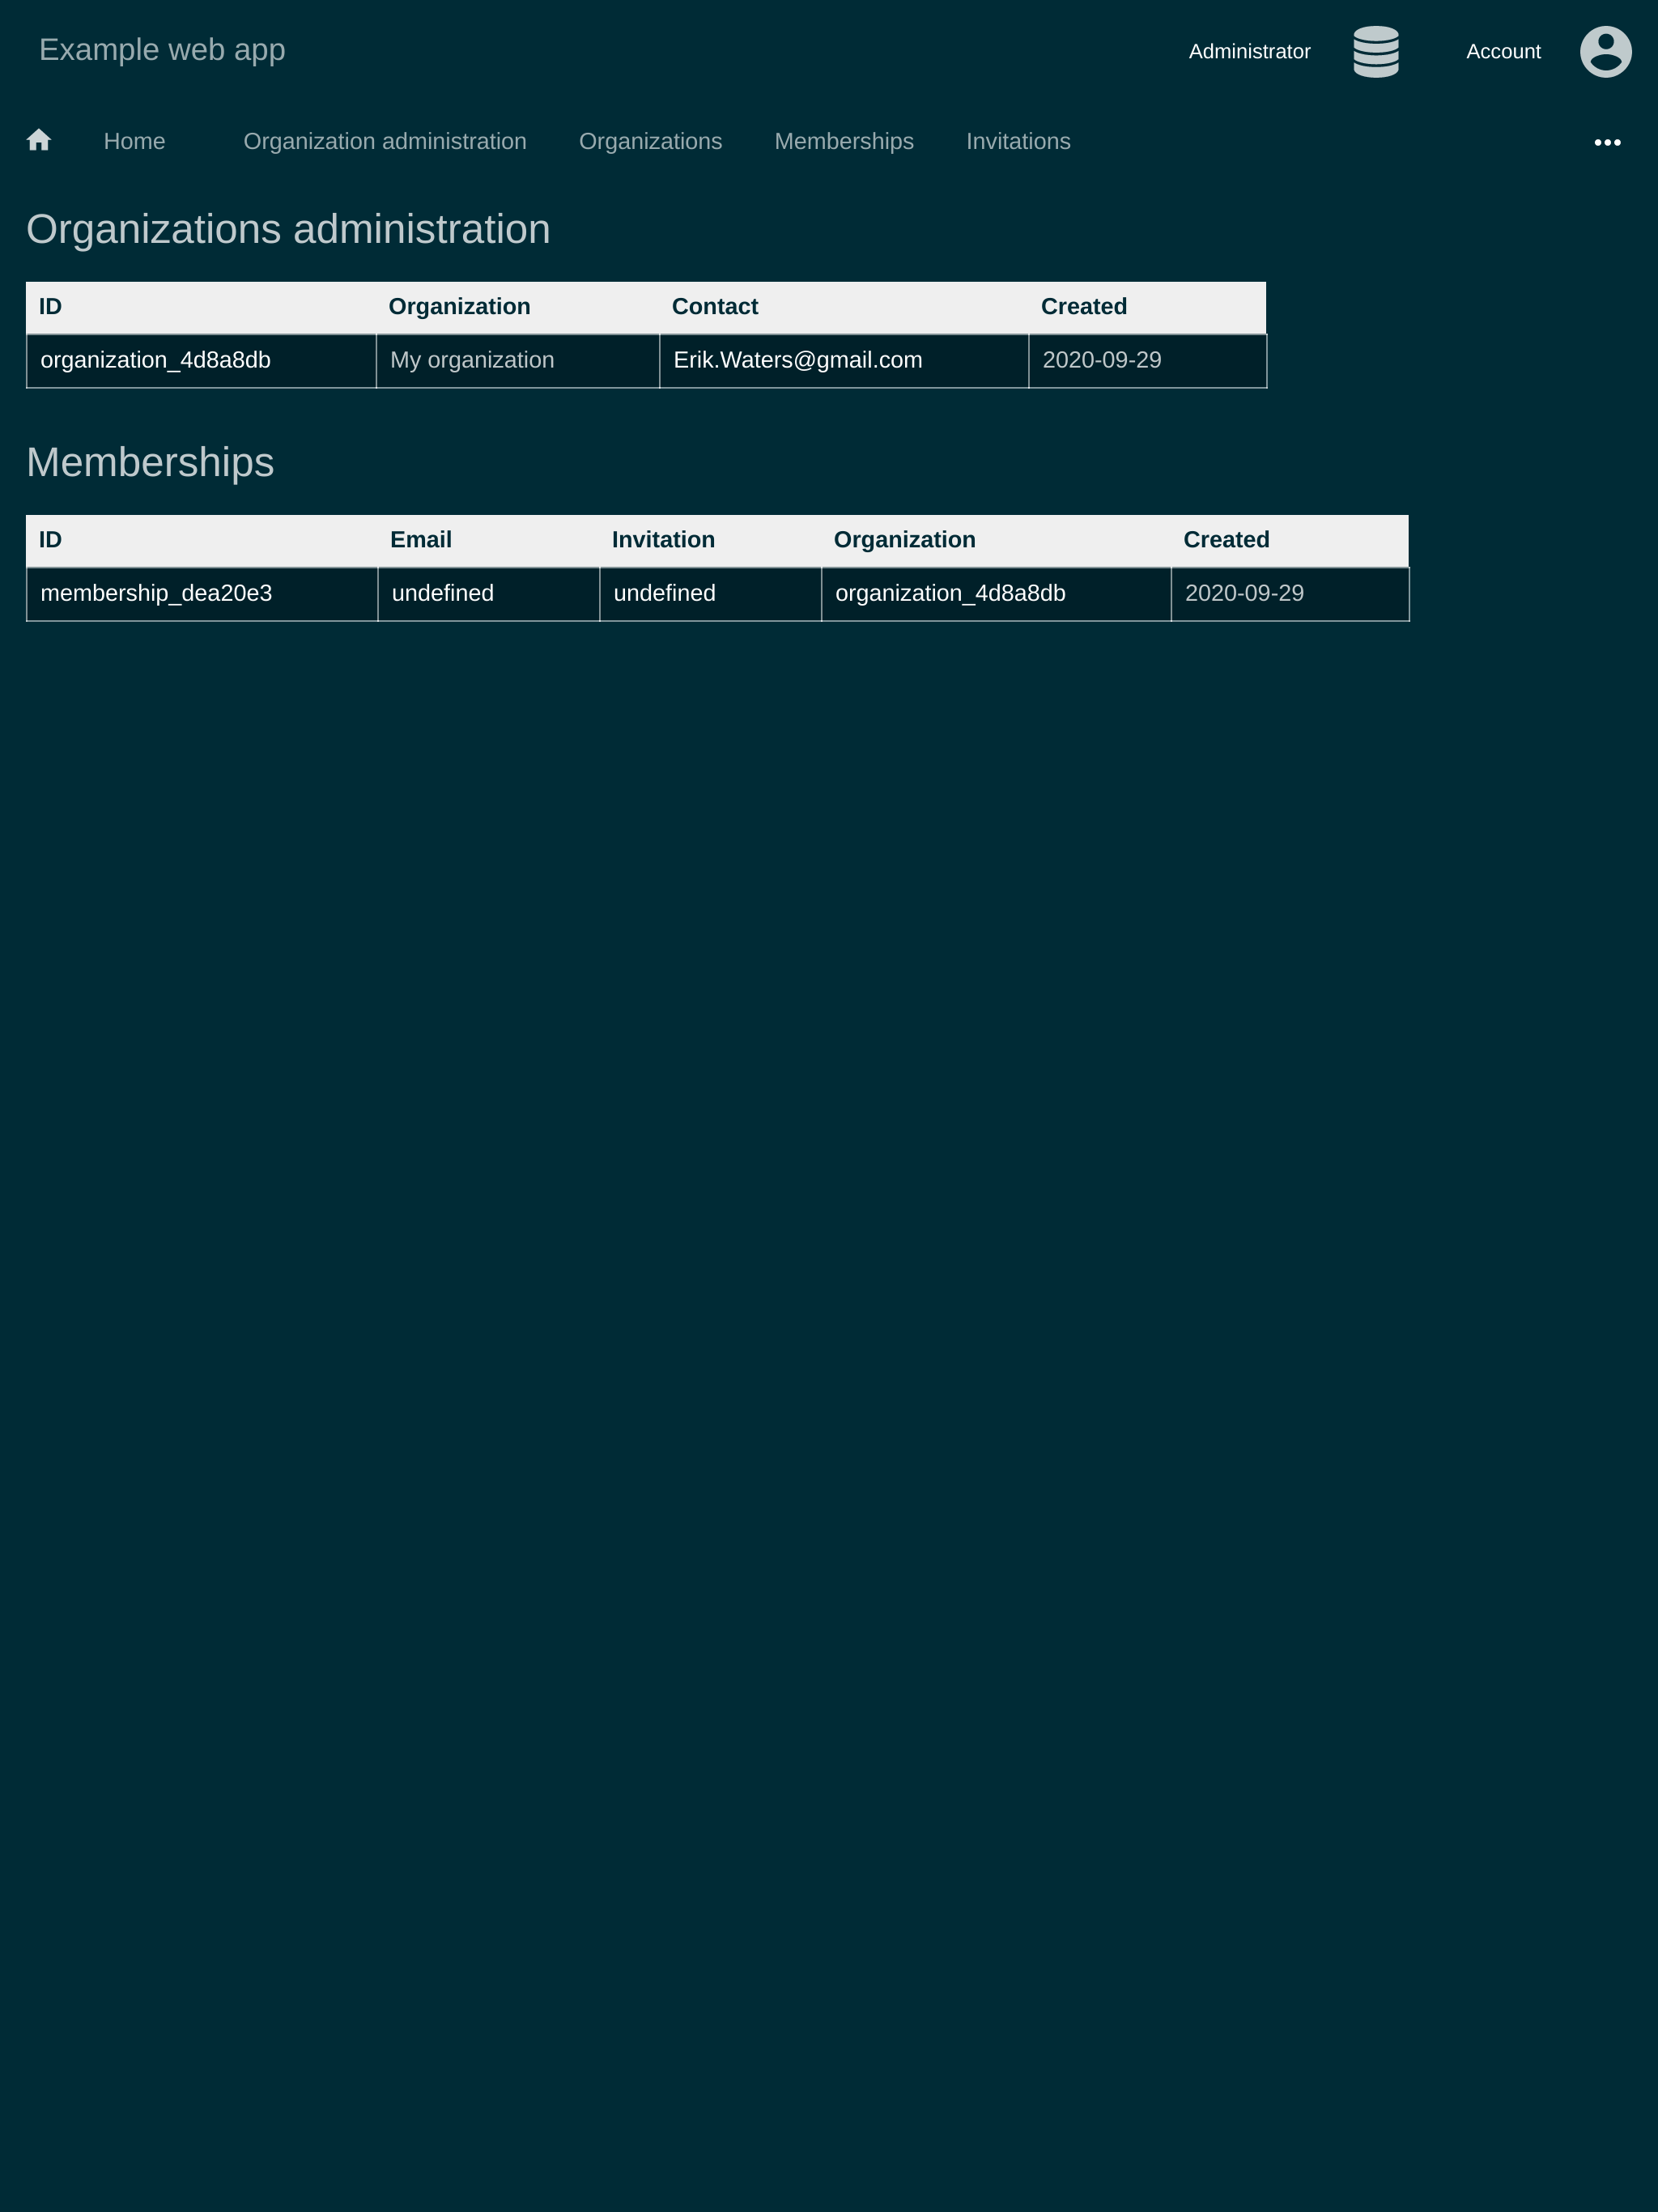 Example web app
Administrator
Account
Home Organization administration Organizations Memberships Invitations
Organizations administration
ID Organization Contact Created
organization_4d8a8db My organization Erik.Waters@gmail.com 2020-09-29
Memberships
ID Email Invitation Organization Created
membership_dea20e3 undefined undefined organization_4d8a8db 2020-09-29